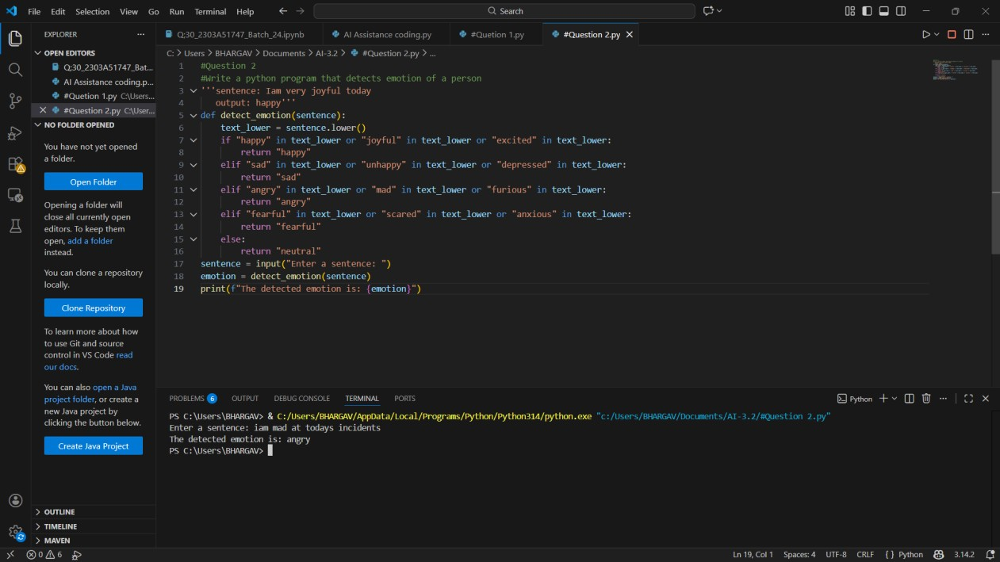 File Edit Selection View Go Run Terminal Help
Search
EXPLORER
OPEN EDITORS
Q;30_2303A51747_Bat...
AI Assistance coding.p...
#Quetion 1.py C:\Users...
#Question 2.py C:\User...
NO FOLDER OPENED
You have not yet opened
a folder.
Open Folder
Opening a folder will
close all currently open
editors. To keep them
open, add a folder
instead.
You can clone a repository
locally.
Clone Repository
To learn more about how
to use Git and source
control in VS Code read
our docs.
You can also open a Java
project folder, or create a
new Java project by
clicking the button below.
Create Java Project
OUTLINE
TIMELINE
MAVEN
Q;30_2303A51747_Batch_24.ipynb AI Assistance coding.py #Quetion 1.py #Question 2.py
C: > Users > BHARGAV > Documents > AI-3.2 > #Question 2.py > ...
1 #Question 2
2 #Write a python program that detects emotion of a person
3 '''sentence: Iam very joyful today
4 output: happy'''
5 def detect_emotion(sentence):
6 text_lower = sentence.lower()
7 if "happy" in text_lower or "joyful" in text_lower or "excited" in text_lower:
8 return "happy"
9 elif "sad" in text_lower or "unhappy" in text_lower or "depressed" in text_lower:
10 return "sad"
11 elif "angry" in text_lower or "mad" in text_lower or "furious" in text_lower:
12 return "angry"
13 elif "fearful" in text_lower or "scared" in text_lower or "anxious" in text_lower:
14 return "fearful"
15 else:
16 return "neutral"
17 sentence = input("Enter a sentence: ")
18 emotion = detect_emotion(sentence)
19 print(f"The detected emotion is: {emotion}")
PROBLEMS 6 OUTPUT DEBUG CONSOLE TERMINAL PORTS
Python
PS C:\Users\BHARGAV> & C:/Users/BHARGAV/AppData/Local/Programs/Python/Python314/python.exe "c:/Users/BHARGAV/Documents/AI-3.2/#Question 2.py"
Enter a sentence: iam mad at todays incidents
The detected emotion is: angry
PS C:\Users\BHARGAV>
0 6 Ln 19, Col 1 Spaces: 4 UTF-8 CRLF { } Python 3.14.2